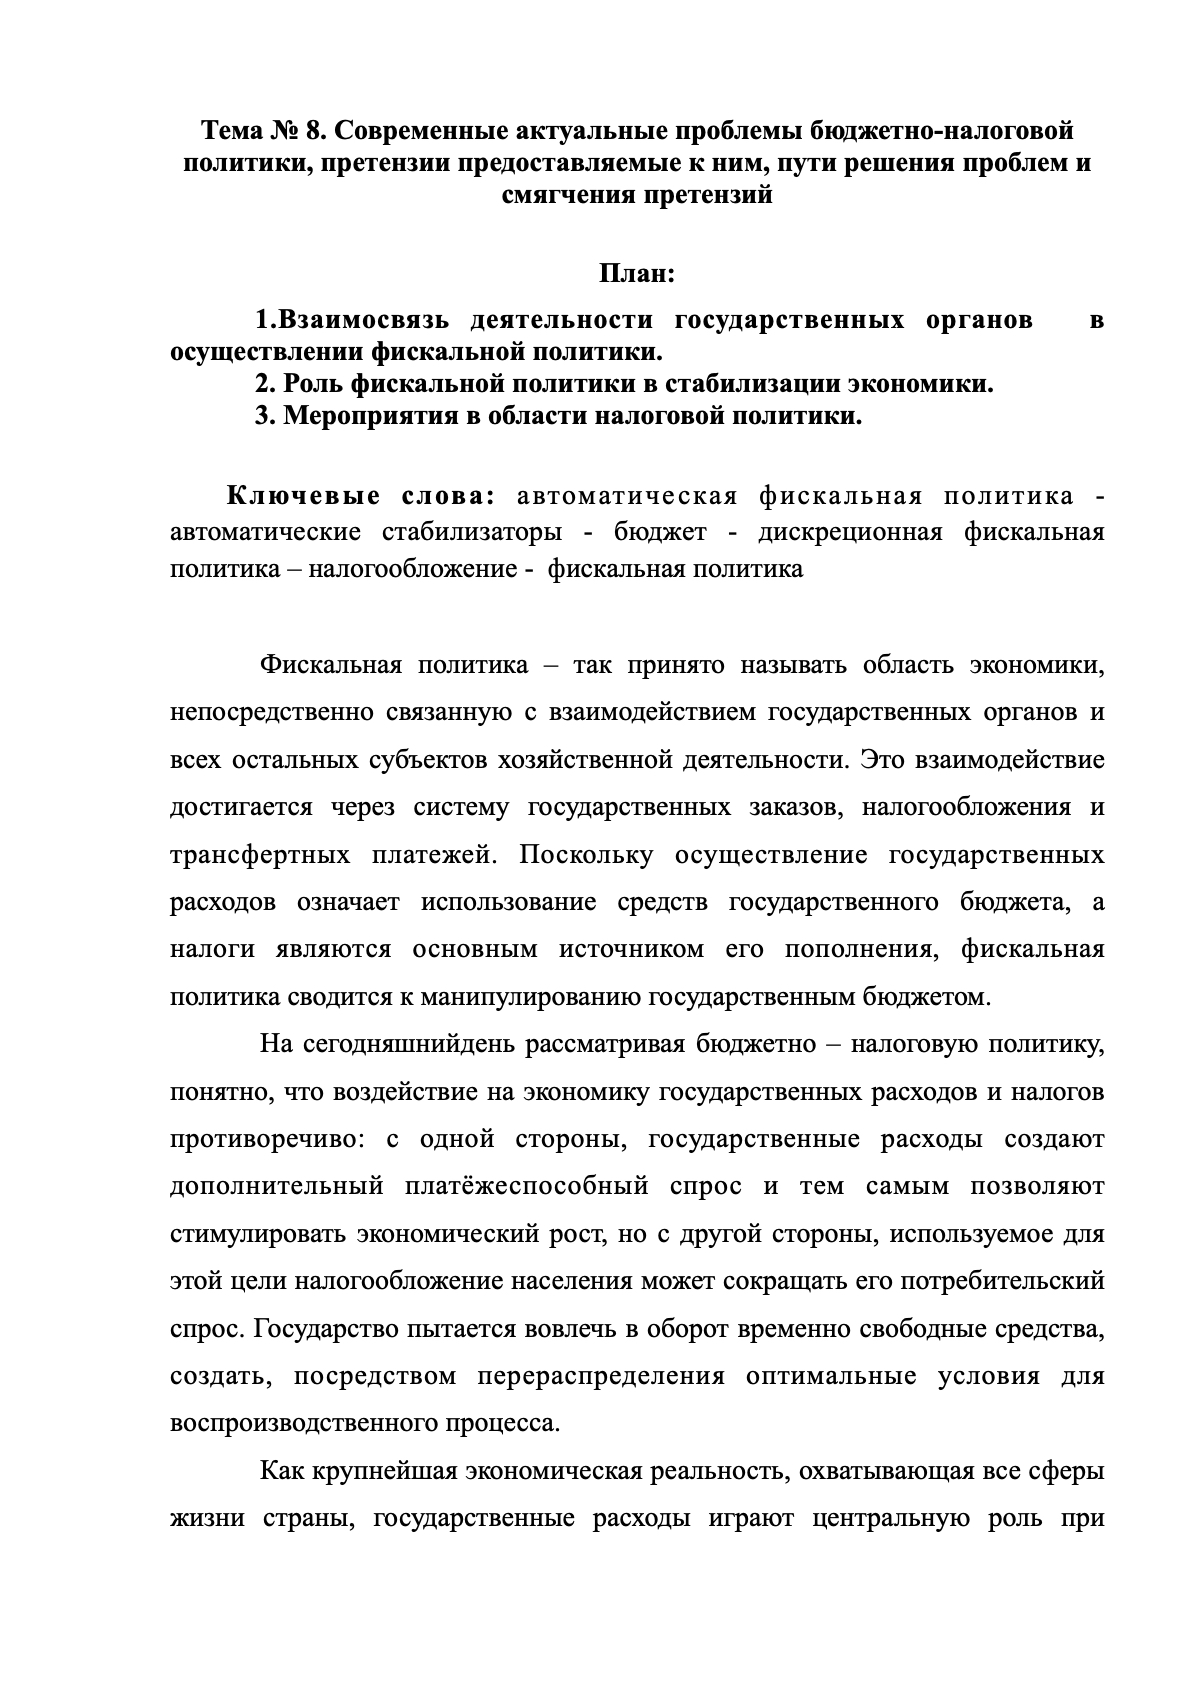 Тема № 8. Современные актуальные проблемы бюджетно-налоговой
политики, претензии предоставляемые к ним, пути решения проблем и
смягчения претензий
План:
1.Взаимосвязь деятельности государственных органов в
осуществлении фискальной политики.
2. Роль фискальной политики в стабилизации экономики.
3. Мероприятия в области налоговой политики.
Ключевые слова: автоматическая фискальная политика -
автоматические стабилизаторы - бюджет - дискреционная фискальная
политика – налогообложение - фискальная политика
Фискальная политика – так принято называть область экономики,
непосредственно связанную с взаимодействием государственных органов и
всех остальных субъектов хозяйственной деятельности. Это взаимодействие
достигается через систему государственных заказов, налогообложения и
трансфертных платежей. Поскольку осуществление государственных
расходов означает использование средств государственного бюджета, а
налоги являются основным источником его пополнения, фискальная
политика сводится к манипулированию государственным бюджетом.
На сегодняшнийдень рассматривая бюджетно – налоговую политику,
понятно, что воздействие на экономику государственных расходов и налогов
противоречиво: с одной стороны, государственные расходы создают
дополнительный платёжеспособный спрос и тем самым позволяют
стимулировать экономический рост, но с другой стороны, используемое для
этой цели налогообложение населения может сокращать его потребительский
спрос. Государство пытается вовлечь в оборот временно свободные средства,
создать, посредством перераспределения оптимальные условия для
воспроизводственного процесса.
Как крупнейшая экономическая реальность, охватывающая все сферы
жизни страны, государственные расходы играют центральную роль при